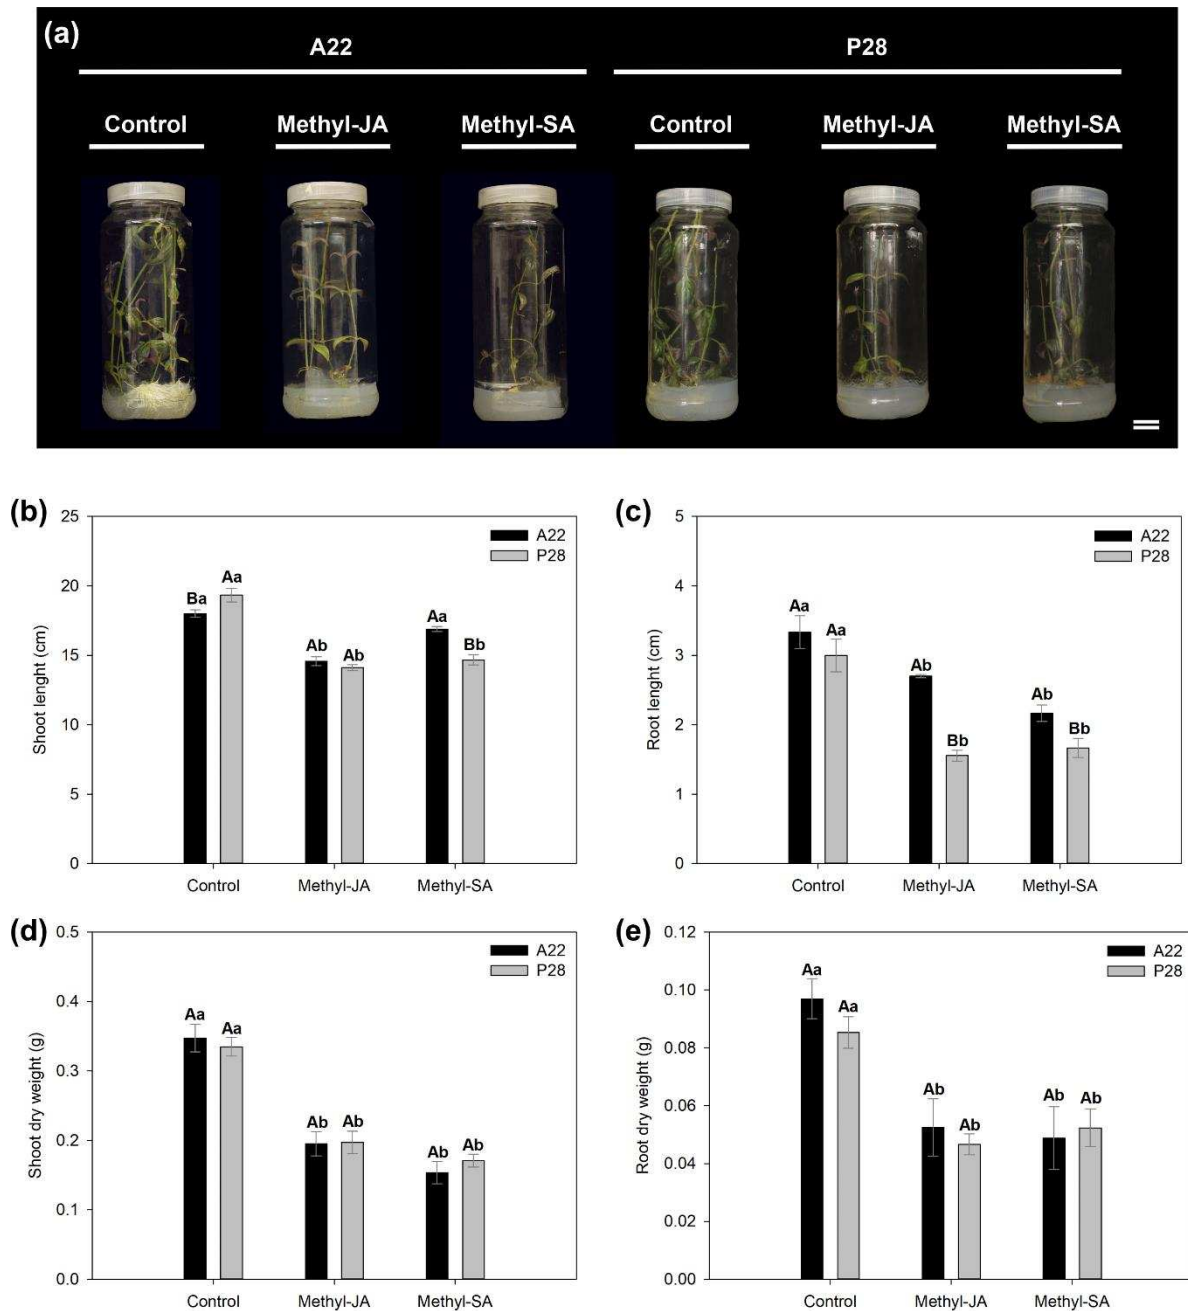 (a)
A22 P28
Control Methyl-JA Methyl-SA Control Methyl-JA Methyl-SA
(b)
25
20
15
10
5
0
Shoot lenght (cm)
A22
P28
Ba Aa
Ab Ab
Aa Bb
Control Methyl-JA Methyl-SA
(c)
5
4
3
2
1
0
Root lenght (cm)
A22
P28
Aa Aa
Ab Bb
Ab Bb
Control Methyl-JA Methyl-SA
(d)
0.5
0.4
0.3
0.2
0.1
0.0
Shoot dry weight (g)
A22
P28
Aa Aa
Ab Ab
Ab Ab
Control Methyl-JA Methyl-SA
(e)
0.12
0.10
0.08
0.06
0.04
0.02
0.00
Root dry weight (g)
A22
P28
Aa Aa
Ab Ab
Ab Ab
Control Methyl-JA Methyl-SA